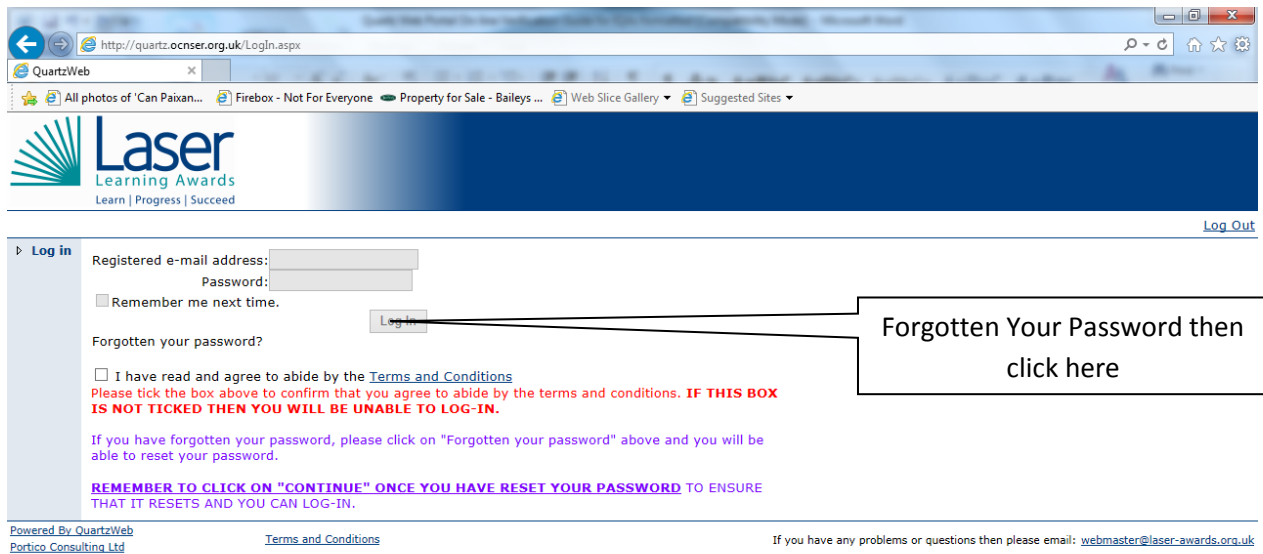 http://quartz.ocnser.org.uk/LogIn.aspx
QuartzWeb
All photos of 'Can Paixan... Firebox - Not For Everyone Property for Sale - Baileys ... Web Slice Gallery Suggested Sites
Laser
Learning Awards
Learn | Progress | Succeed
Log Out
Log in
Registered e-mail address:
Password:
Remember me next time.
Log In
Forgotten Your Password then
click here
Forgotten your password?
I have read and agree to abide by the Terms and Conditions
Please tick the box above to confirm that you agree to abide by the terms and conditions. IF THIS BOX
IS NOT TICKED THEN YOU WILL BE UNABLE TO LOG-IN.
If you have forgotten your password, please click on "Forgotten your password" above and you will be
able to reset your password.
REMEMBER TO CLICK ON "CONTINUE" ONCE YOU HAVE RESET YOUR PASSWORD TO ENSURE
THAT IT RESETS AND YOU CAN LOG-IN.
Powered By QuartzWeb
Portico Consulting Ltd
Terms and Conditions
If you have any problems or questions then please email: webmaster@laser-awards.org.uk